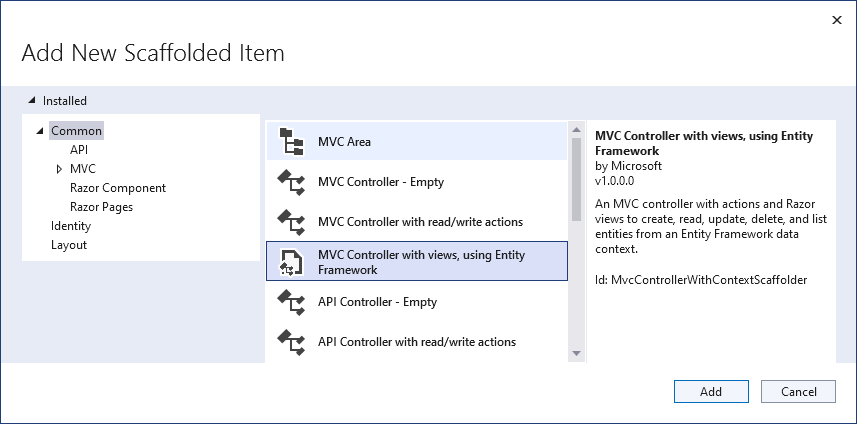 Add New Scaffolded Item
Installed
Common
API
MVC
Razor Component
Razor Pages
Identity
Layout
MVC Area
MVC Controller - Empty
MVC Controller with read/write actions
MVC Controller with views, using Entity
Framework
API Controller - Empty
API Controller with read/write actions
MVC Controller with views, using Entity
Framework
by Microsoft
v1.0.0.0
An MVC controller with actions and Razor
views to create, read, update, delete, and list
entities from an Entity Framework data
context.
Id: MvcControllerWithContextScaffolder
Add
Cancel